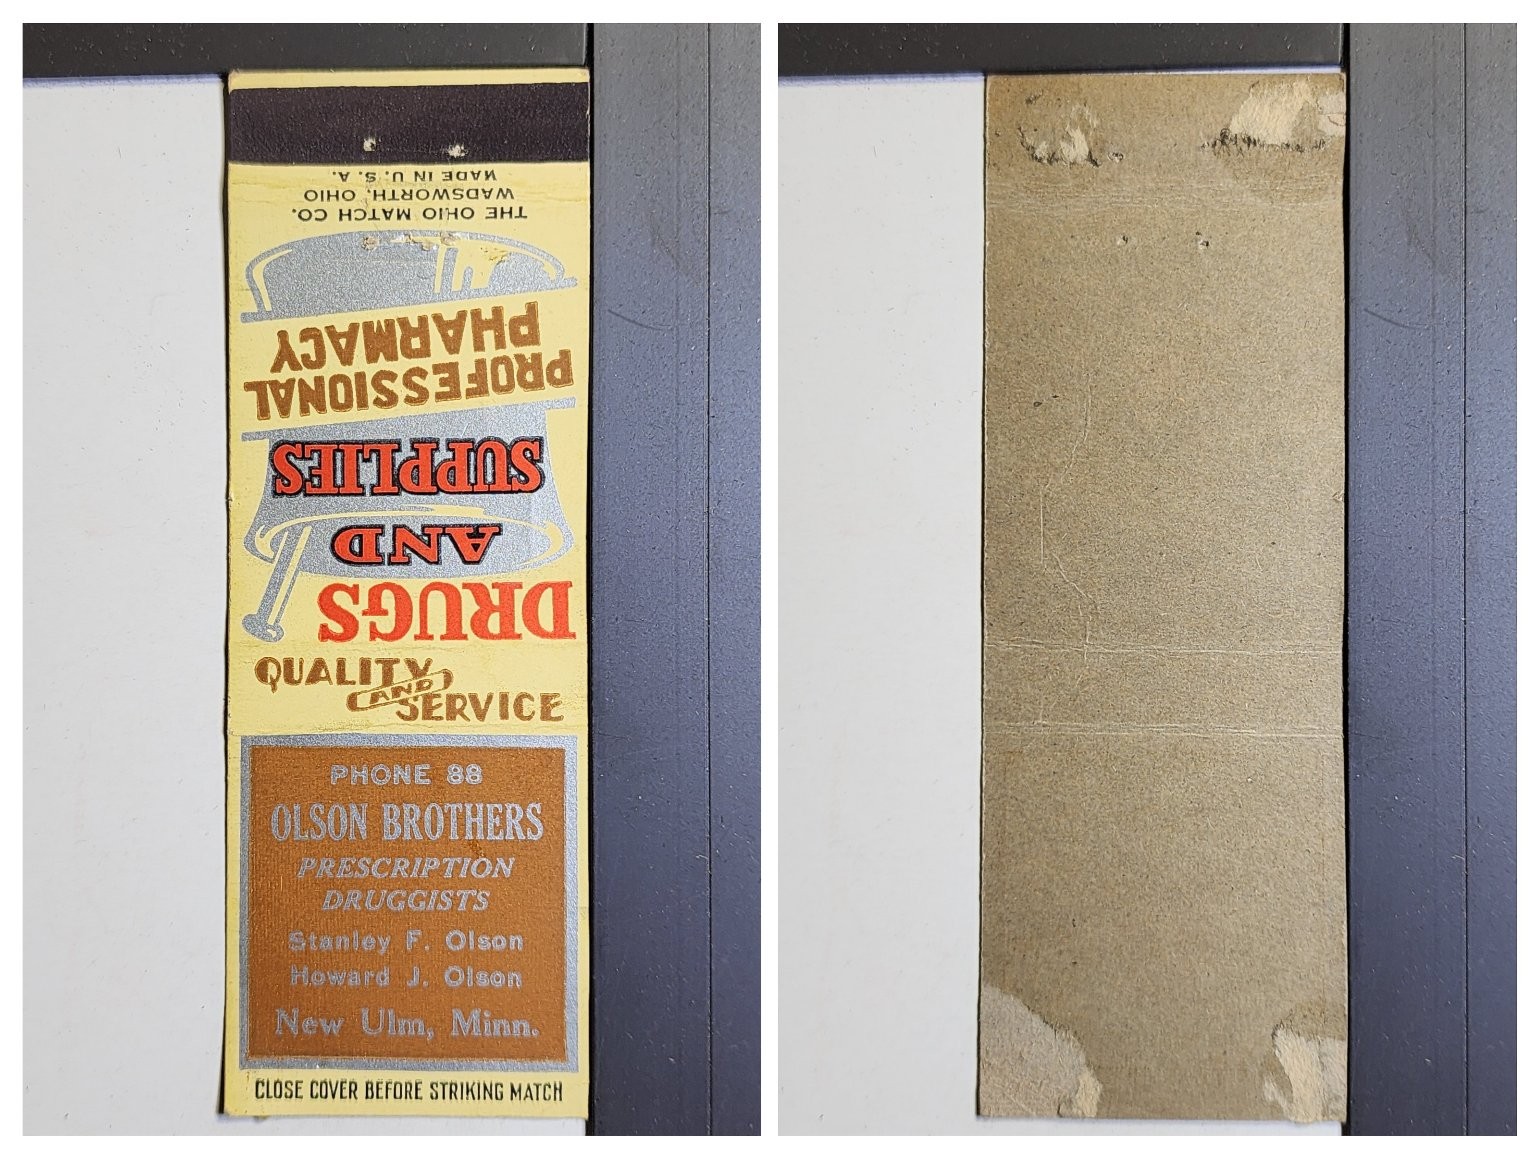 MADE IN U. S. A.
WADSWORTH, OHIO
THE OHIO MATCH CO.
PROFESSIONAL
PHARMACY
DRUGS
AND
SUPPLIES
QUALITY
AND
SERVICE
PHONE 88
OLSON BROTHERS
PRESCRIPTION
DRUGGISTS
Stanley F. Olson
Howard J. Olson
New Ulm, Minn.
CLOSE COVER BEFORE STRIKING MATCH